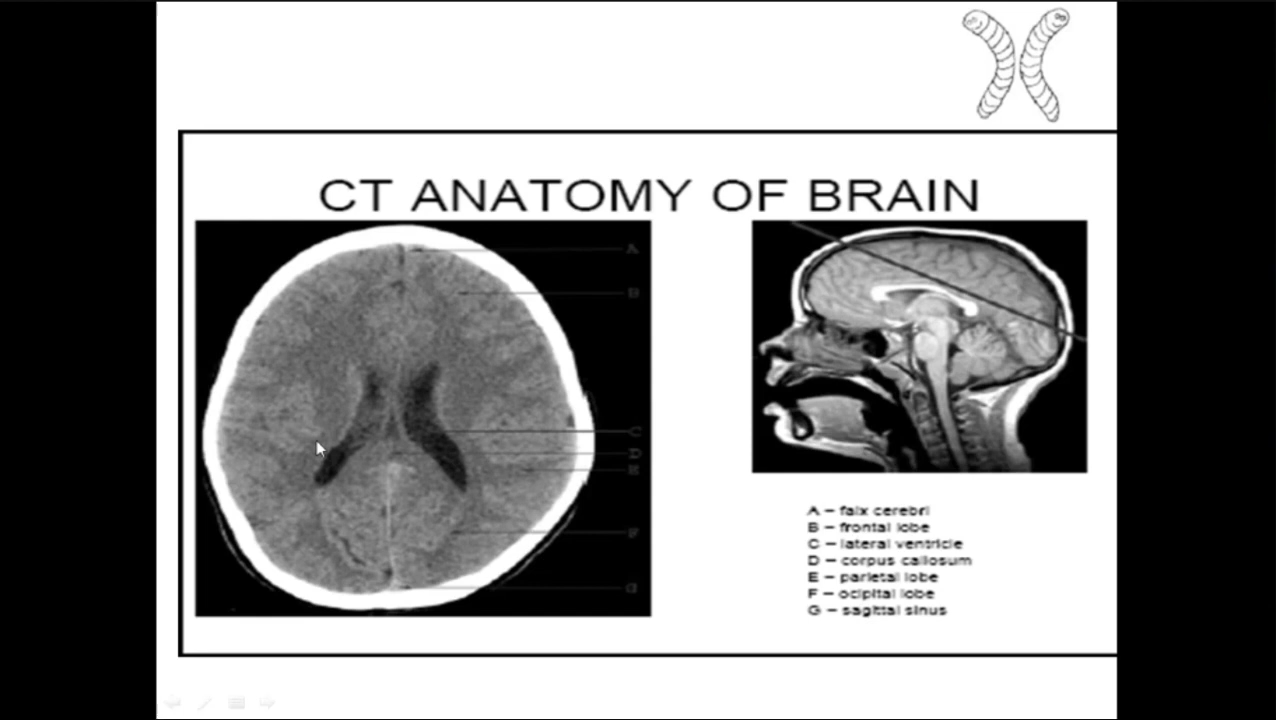 CT ANATOMY OF BRAIN
A
B
C
D
E
F
G
A – falx cerebri
B – frontal lobe
C – lateral ventricle
D – corpus callosum
E – parietal lobe
F – ocipital lobe
G – sagittal sinus